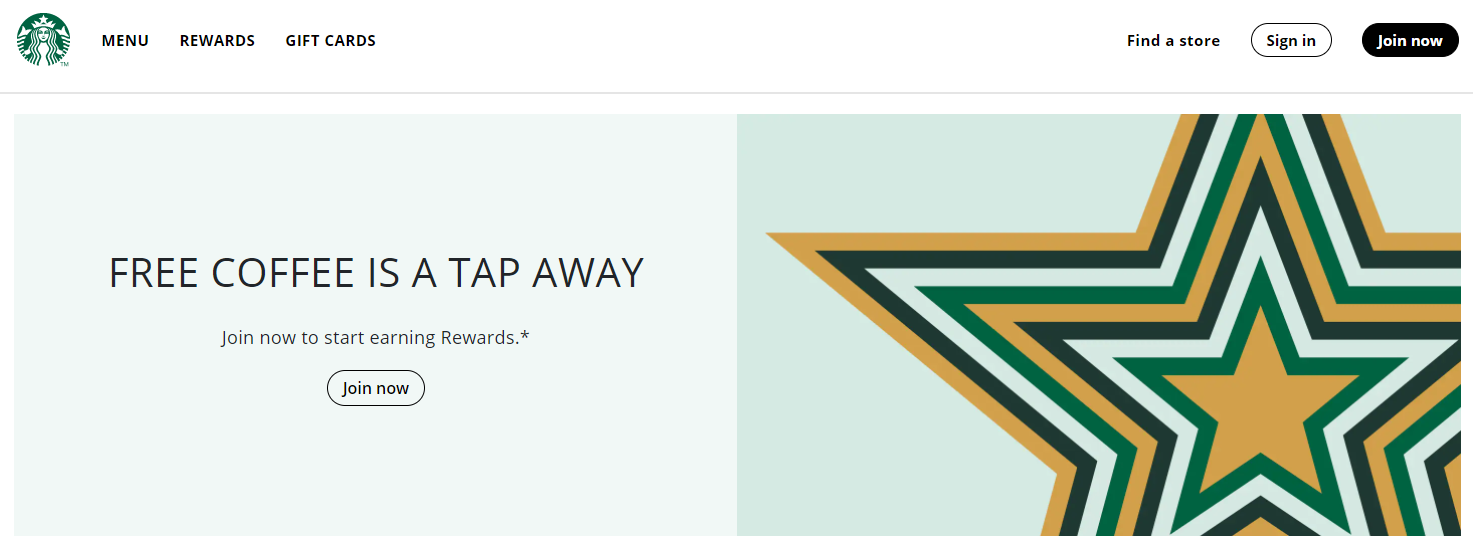 MENU REWARDS GIFT CARDS Find a store Sign in Join now
FREE COFFEE IS A TAP AWAY
Join now to start earning Rewards.*
Join now
TM